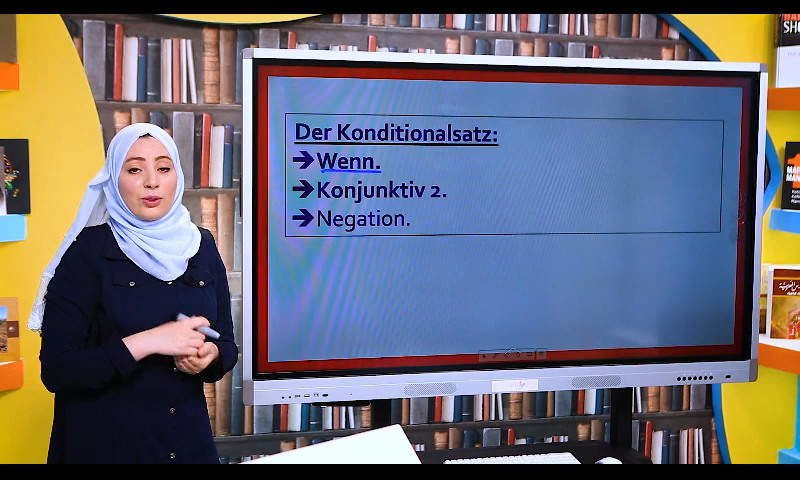 Der Konditionalsatz:
➔Wenn.
➔Konjunktiv 2.
➔Negation.